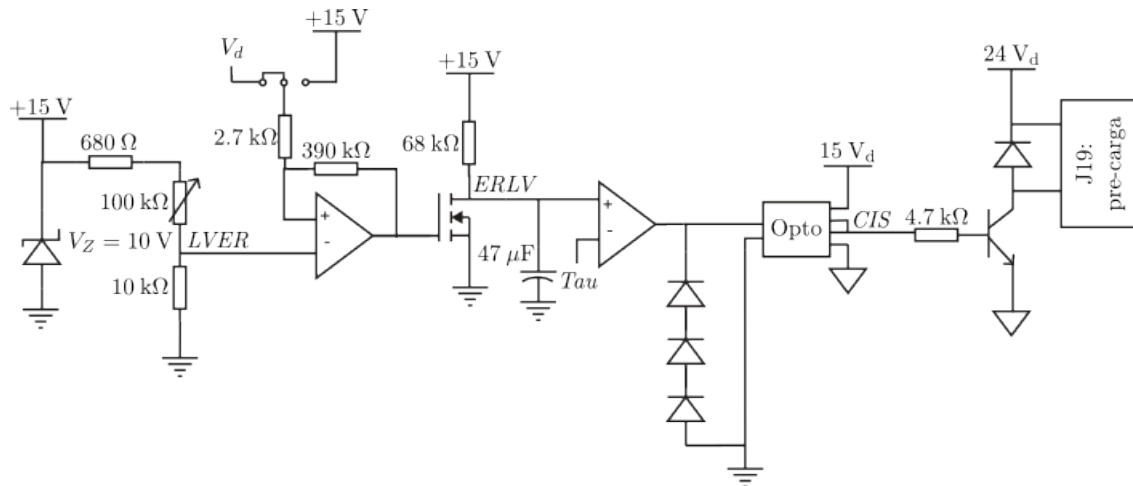 +15 V
V_d
+15 V
24 V_d
+15 V
680 Ω
2.7 kΩ
390 kΩ
68 kΩ
15 V_d
J19:
pre-carga
100 kΩ
ERLV
CIS
4.7 kΩ
+
-
+
-
Opto
V_Z = 10 V
LVER
47 μF
Tau
10 kΩ